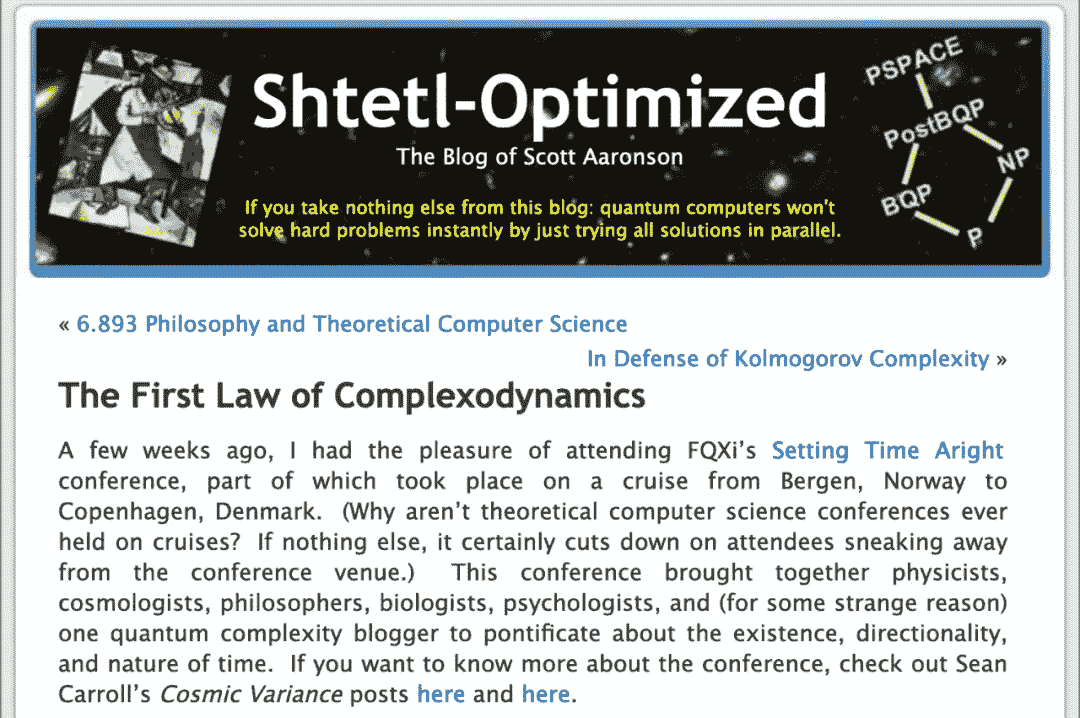 Shtetl-Optimized
The Blog of Scott Aaronson
If you take nothing else from this blog: quantum computers won't
solve hard problems instantly by just trying all solutions in parallel.
PSPACE
PostBQP
NP
BQP
P
« 6.893 Philosophy and Theoretical Computer Science
In Defense of Kolmogorov Complexity »
The First Law of Complexodynamics
A few weeks ago, I had the pleasure of attending FQXi’s Setting Time Aright
conference, part of which took place on a cruise from Bergen, Norway to
Copenhagen, Denmark. (Why aren’t theoretical computer science conferences ever
held on cruises? If nothing else, it certainly cuts down on attendees sneaking away
from the conference venue.) This conference brought together physicists,
cosmologists, philosophers, biologists, psychologists, and (for some strange reason)
one quantum complexity blogger to pontificate about the existence, directionality,
and nature of time. If you want to know more about the conference, check out Sean
Carroll’s Cosmic Variance posts here and here.